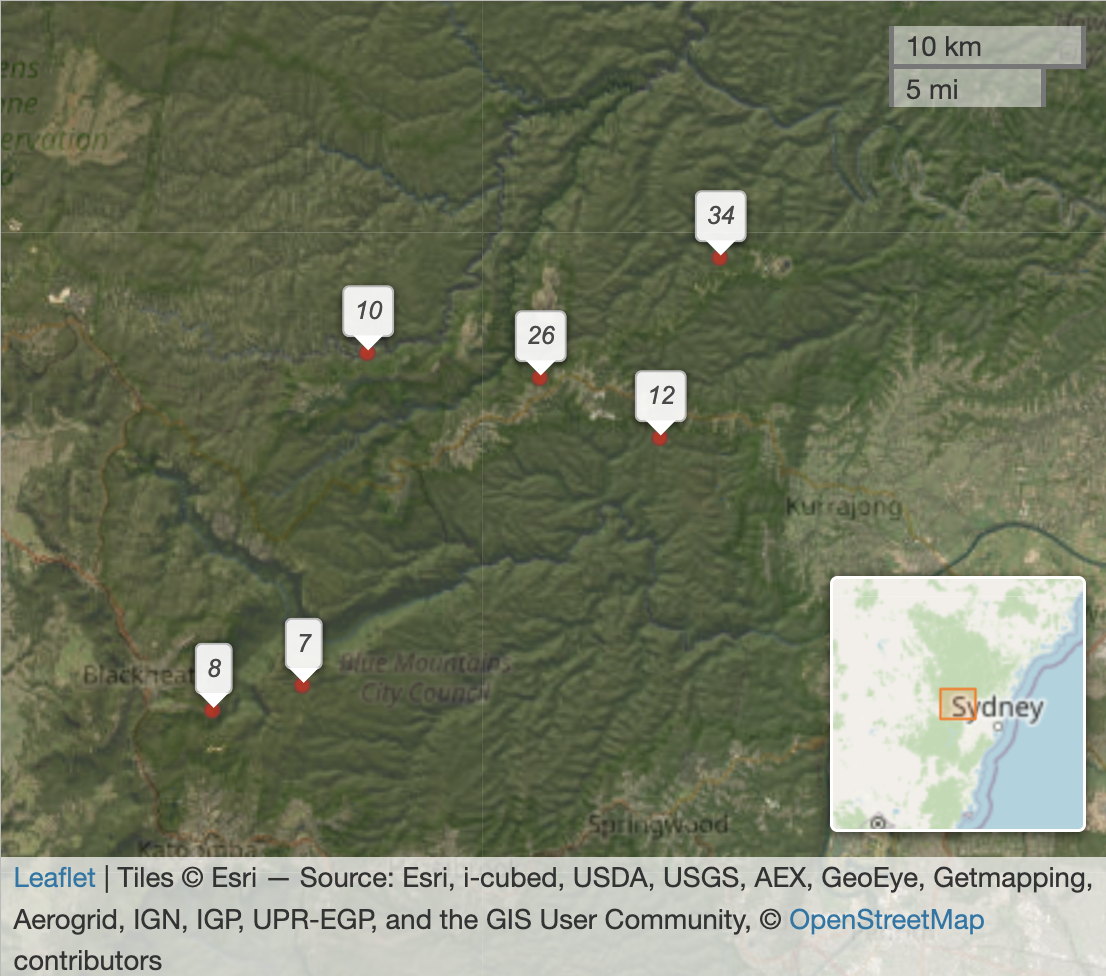 10 km
5 mi
ens
ne
ervation
34
10
26
12
Kurrajong
7
8
Blackheat
Blue Mountains
City Council
Sydney
Springwood
Katoomba
Leaflet | Tiles © Esri — Source: Esri, i-cubed, USDA, USGS, AEX, GeoEye, Getmapping,
Aerogrid, IGN, IGP, UPR-EGP, and the GIS User Community, © OpenStreetMap
contributors